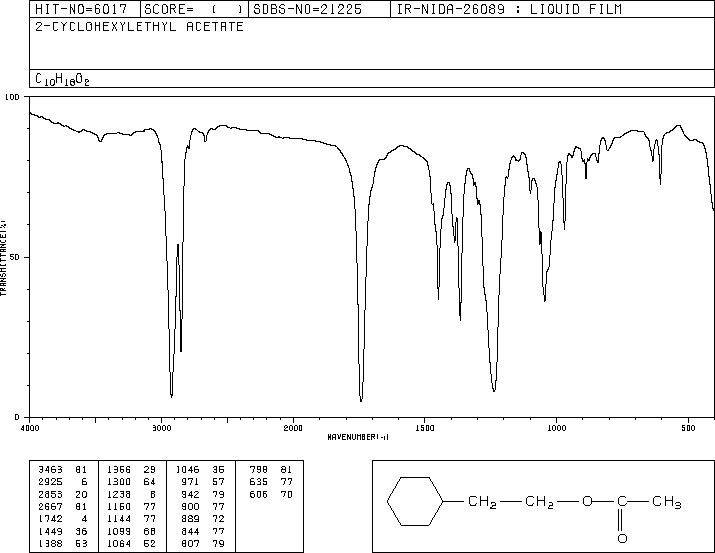 HIT-NO=6017 SCORE= ( ) SDBS-NO=21225 IR-NIDA-26089 : LIQUID FILM
2-CYCLOHEXYLETHYL ACETATE
C10H18O2
100
50
0
TRANSMITTANCE(%)
4000 3000 2000 1500 1000 500
WAVENUMBER(-1)
3463 81 1366 29 1046 35 798 81
2925 6 1300 64 971 57 635 77
2853 20 1238 8 942 79 606 70
2667 81 1160 77 900 77
1742 4 1144 77 889 72
1449 36 1099 68 844 77
1388 53 1064 52 807 79
CH2 CH2 O C CH3
O